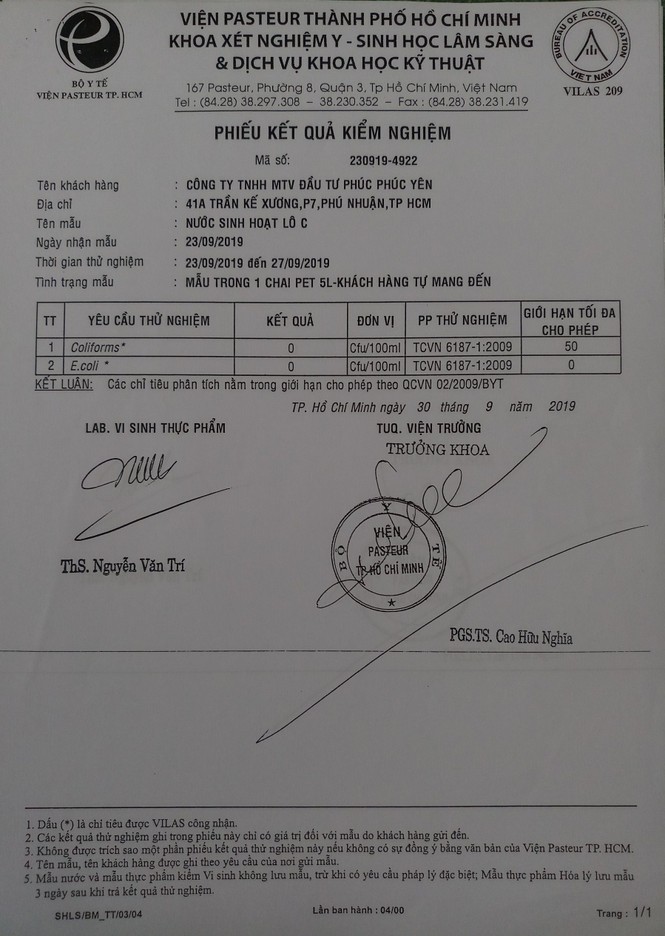 VIỆN PASTEUR THÀNH PHỐ HỒ CHÍ MINH
KHOA XÉT NGHIỆM Y - SINH HỌC LÂM SÀNG
& DỊCH VỤ KHOA HỌC KỸ THUẬT
BỘ Y TẾ
VIỆN PASTEUR TP. HCM
BUREAU OF ACCREDITATION
VIET NAM
VILAS 209
167 Pasteur, Phường 8, Quận 3, Tp Hồ Chí Minh, Việt Nam
Tel : (84.28) 38.297.308 – 38.230.352 – Fax : (84.28) 38.231.419
PHIẾU KẾT QUẢ KIỂM NGHIỆM
Mã số: 230919-4922
Tên khách hàng : CÔNG TY TNHH MTV ĐẦU TƯ PHÚC PHÚC YÊN
Địa chỉ : 41A TRẦN KẾ XƯƠNG,P7,PHÚ NHUẬN,TP HCM
Tên mẫu : NƯỚC SINH HOẠT LÔ C
Ngày nhận mẫu : 23/09/2019
Thời gian thử nghiệm : 23/09/2019 đến 27/09/2019
Tình trạng mẫu : MẪU TRONG 1 CHAI PET 5L-KHÁCH HÀNG TỰ MANG ĐẾN
TT YÊU CẦU THỬ NGHIỆM KẾT QUẢ ĐƠN VỊ PP THỬ NGHIỆM GIỚI HẠN TỐI ĐA CHO PHÉP
1 Coliforms* 0 Cfu/100ml TCVN 6187-1:2009 50
2 E.coli * 0 Cfu/100ml TCVN 6187-1:2009 0
KẾT LUẬN: Các chỉ tiêu phân tích nằm trong giới hạn cho phép theo QCVN 02/2009/BYT
TP. Hồ Chí Minh ngày 30 tháng 9 năm 2019
LAB. VI SINH THỰC PHẨM TUQ. VIỆN TRƯỞNG
TRƯỞNG KHOA
BỘ Y TẾ
VIỆN
PASTEUR
TP HỒ CHÍ MINH
ThS. Nguyễn Văn Trí
PGS.TS. Cao Hữu Nghĩa
1. Dấu (*) là chỉ tiêu được VILAS công nhận.
2. Các kết quả thử nghiệm ghi trong phiếu này chỉ có giá trị đối với mẫu do khách hàng gửi đến.
3. Không được trích sao một phần phiếu kết quả thử nghiệm này nếu không có sự đồng ý bằng văn bản của Viện Pasteur TP. HCM.
4. Tên mẫu, tên khách hàng được ghi theo yêu cầu của nơi gửi mẫu.
5. Mẫu nước và mẫu thực phẩm kiểm Vi sinh không lưu mẫu, trừ khi có yêu cầu pháp lý đặc biệt; Mẫu thực phẩm Hóa lý lưu mẫu
3 ngày sau khi trả kết quả thử nghiệm.
SHLS/BM_TT/03/04 Lần ban hành : 04/00 Trang : 1/1